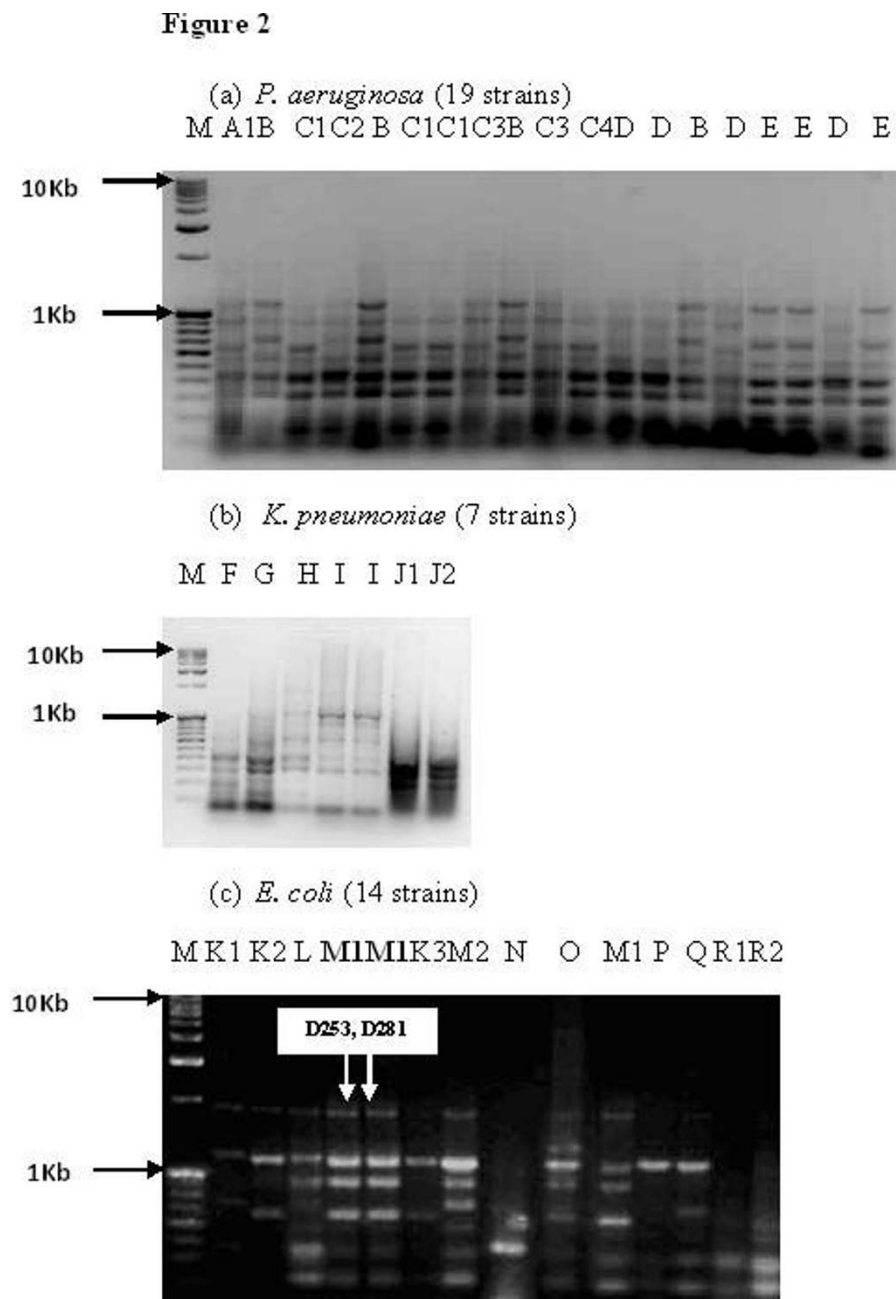 Figure 2
(a) P. aeruginosa (19 strains)
M A1B C1C2 B C1C1C3B C3 C4D D B D E E D E
10Kb
1Kb
(b) K. pneumoniae (7 strains)
M F G H I I J1 J2
10Kb
1Kb
(c) E. coli (14 strains)
M K1 K2 L M1M1K3M2 N O M1 P Q R1R2
10Kb
D253, D281
1Kb